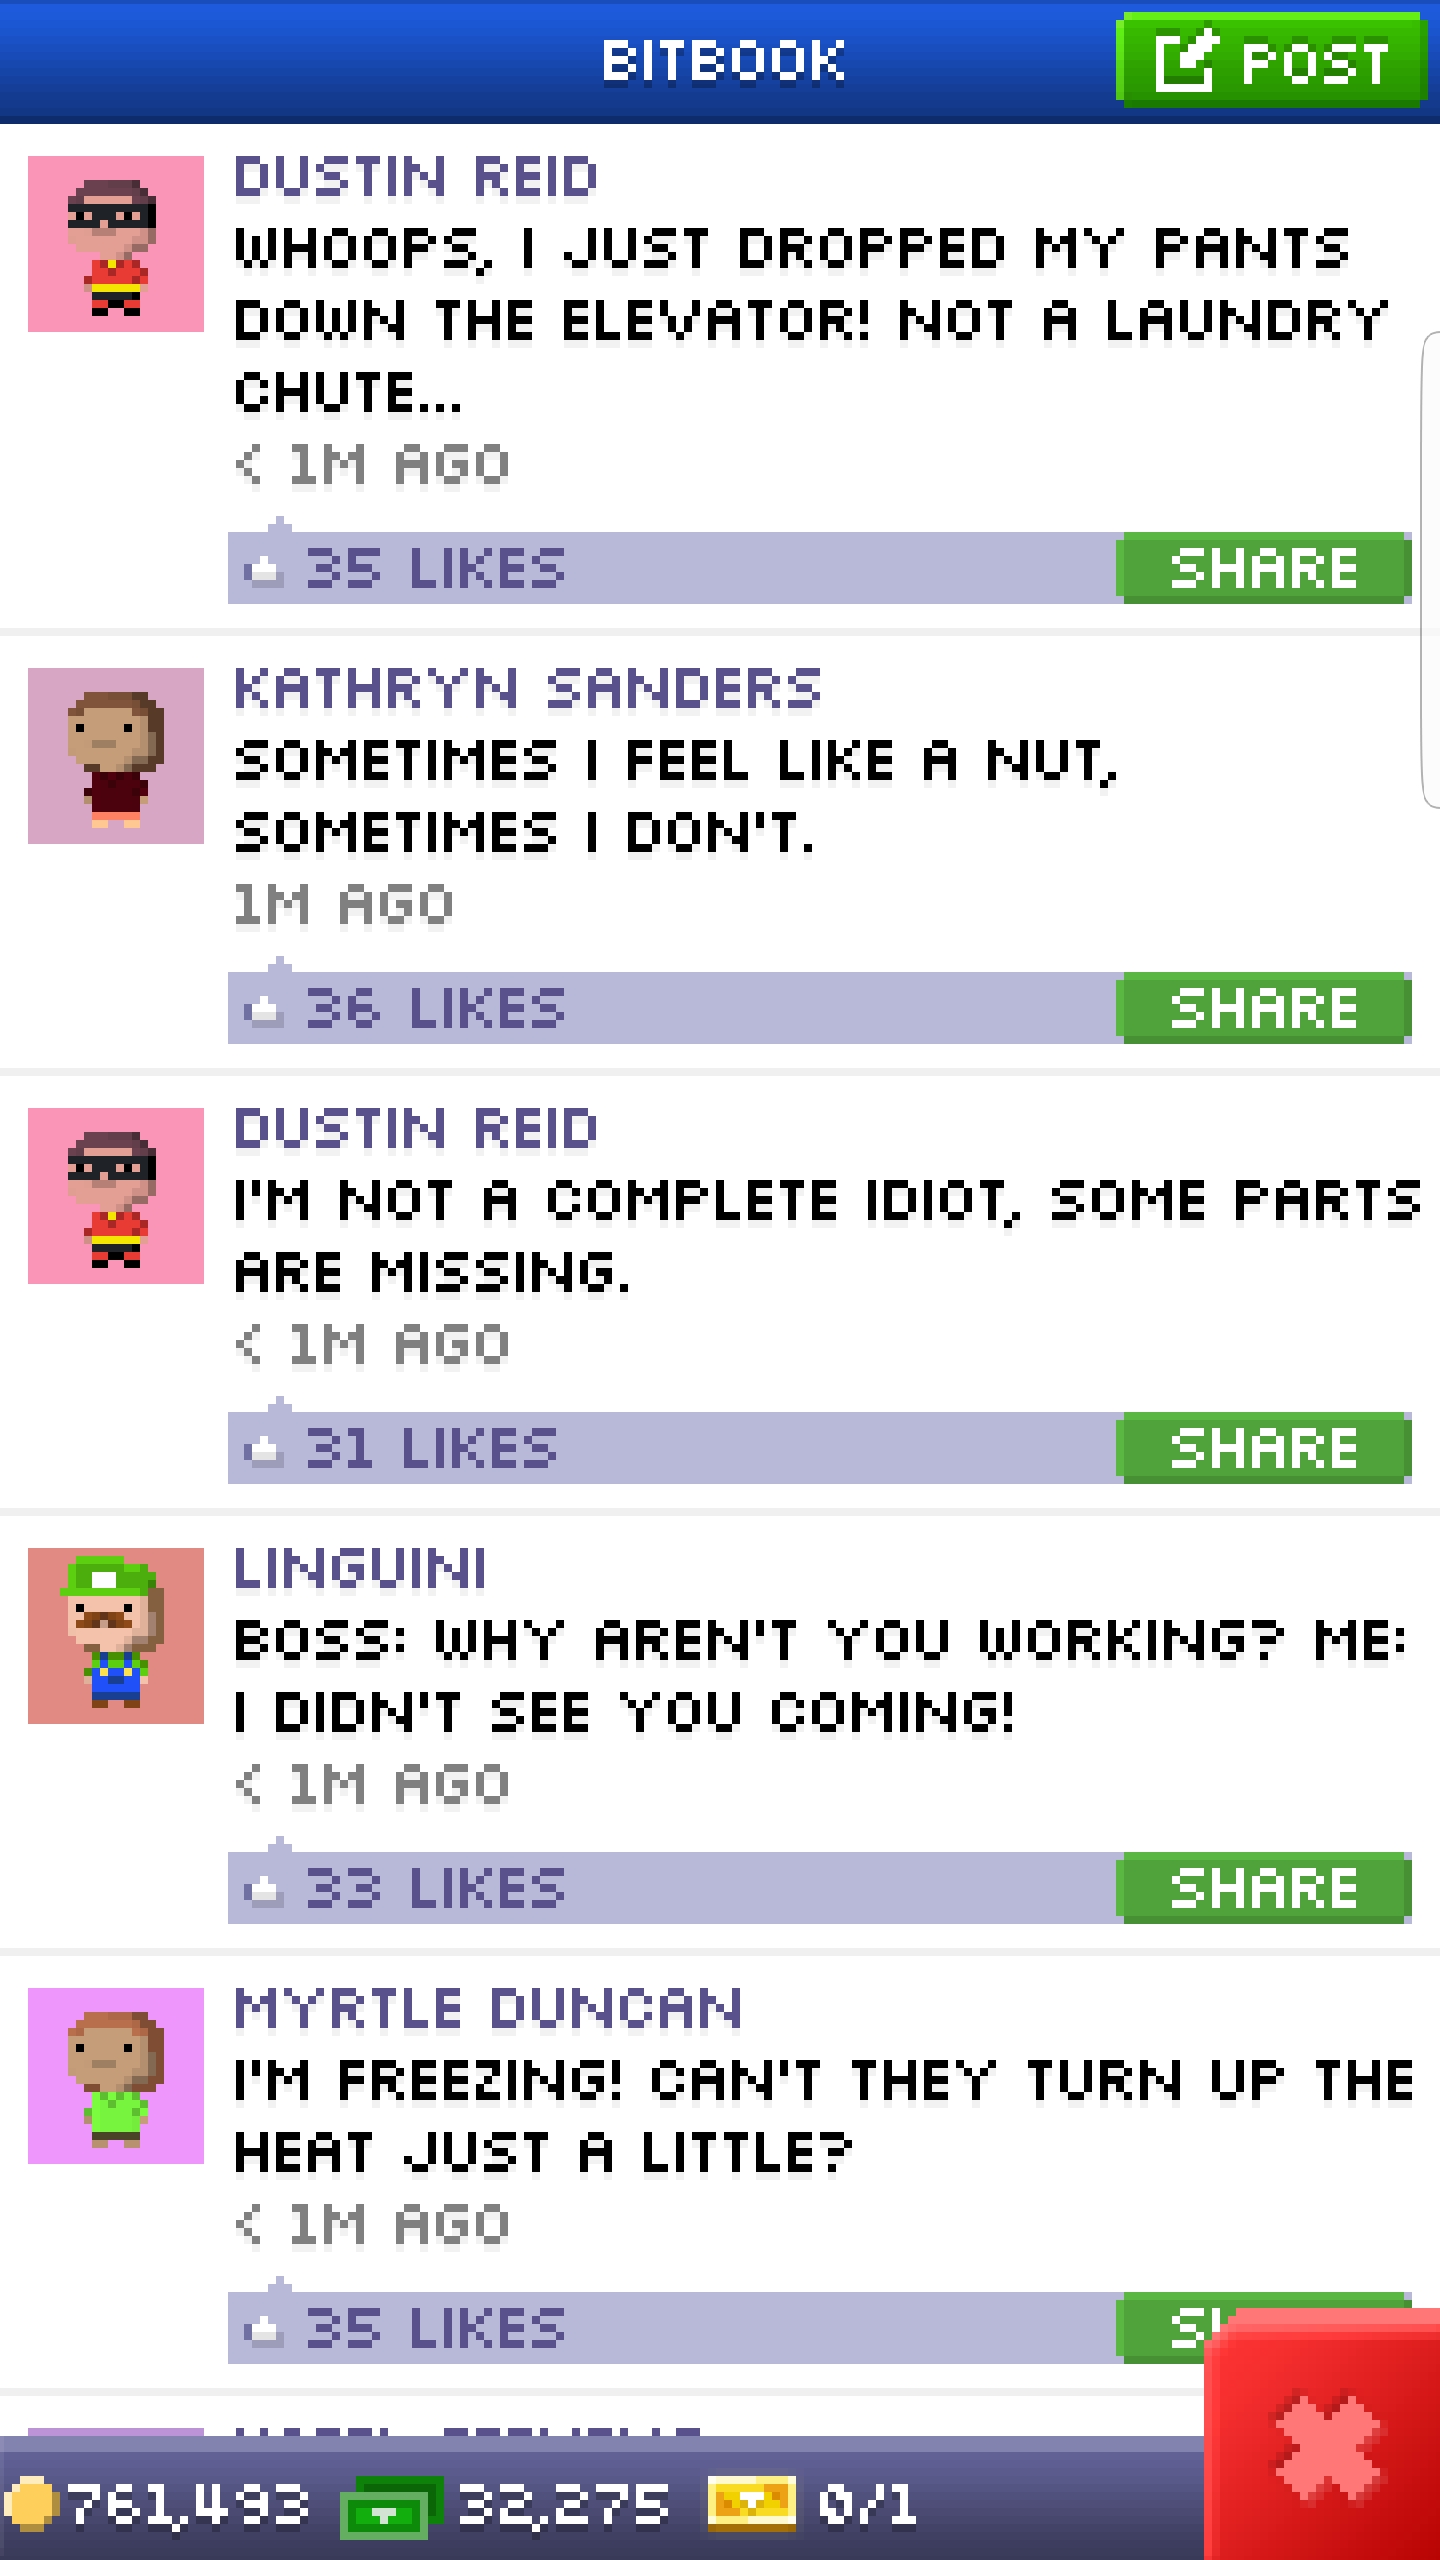 BITBOOK
POST
DUSTIN REID
WHOOPS, I JUST DROPPED MY PANTS
DOWN THE ELEVATOR! NOT A LAUNDRY
CHUTE...
< 1M AGO
35 LIKES
SHARE
KATHRYN SANDERS
SOMETIMES I FEEL LIKE A NUT,
SOMETIMES I DON'T.
1M AGO
36 LIKES
SHARE
DUSTIN REID
I'M NOT A COMPLETE IDIOT, SOME PARTS
ARE MISSING.
< 1M AGO
31 LIKES
SHARE
LINGUINI
BOSS: WHY AREN'T YOU WORKING? ME:
I DIDN'T SEE YOU COMING!
< 1M AGO
33 LIKES
SHARE
MYRTLE DUNCAN
I'M FREEZING! CAN'T THEY TURN UP THE
HEAT JUST A LITTLE?
< 1M AGO
35 LIKES
761,493
32,275
0/1